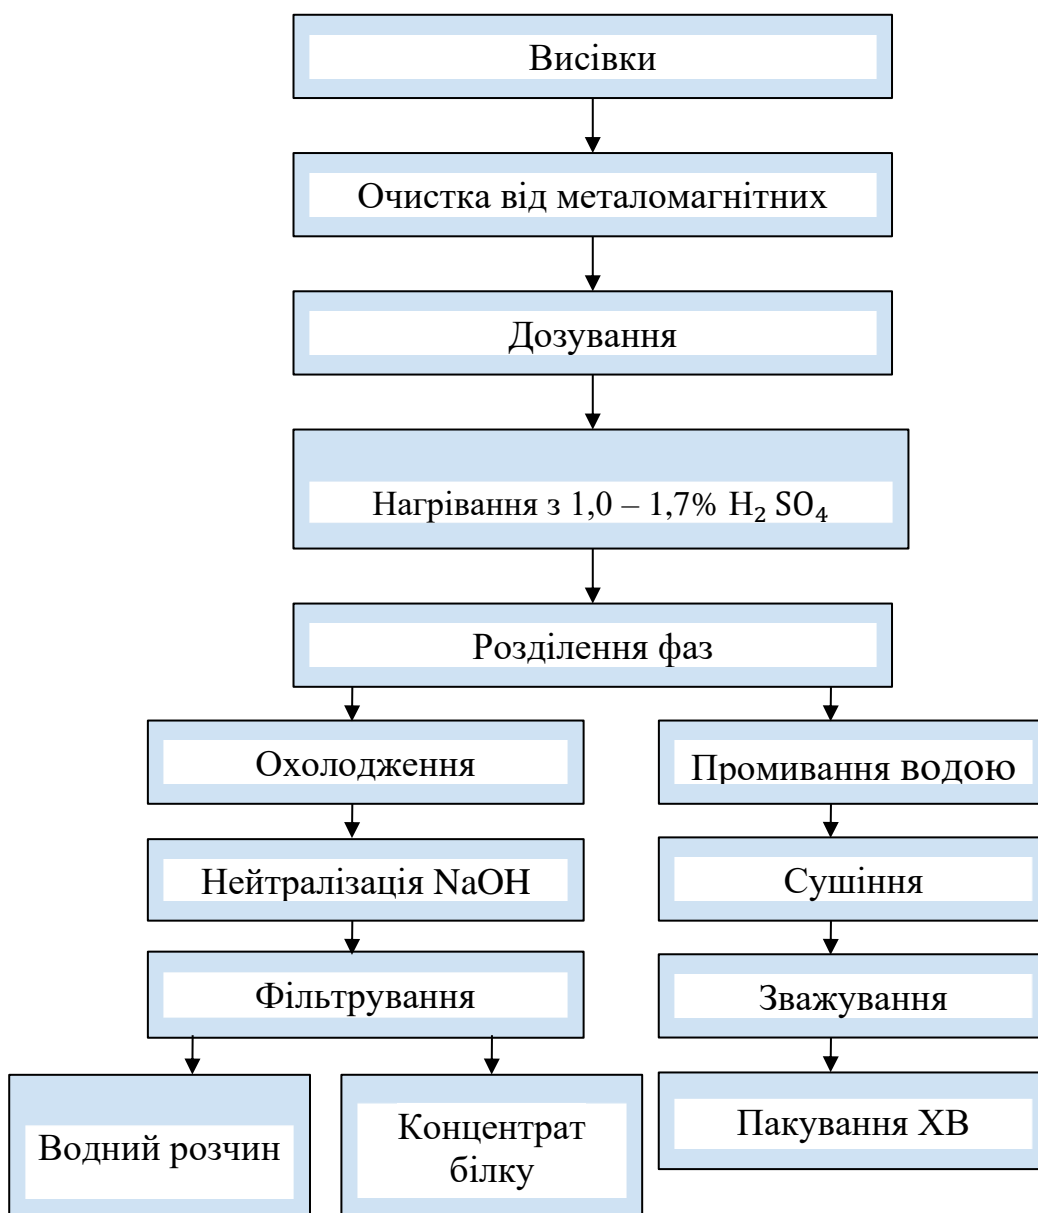 Висівки
Очистка від металомагнітних
Дозування
Нагрівання з 1,0 – 1,7% H₂ SO₄
Розділення фаз
Охолодження
Промивання водою
Нейтралізація NaOH
Сушіння
Фільтрування
Зважування
Водний розчин
Концентрат
білку
Пакування ХВ